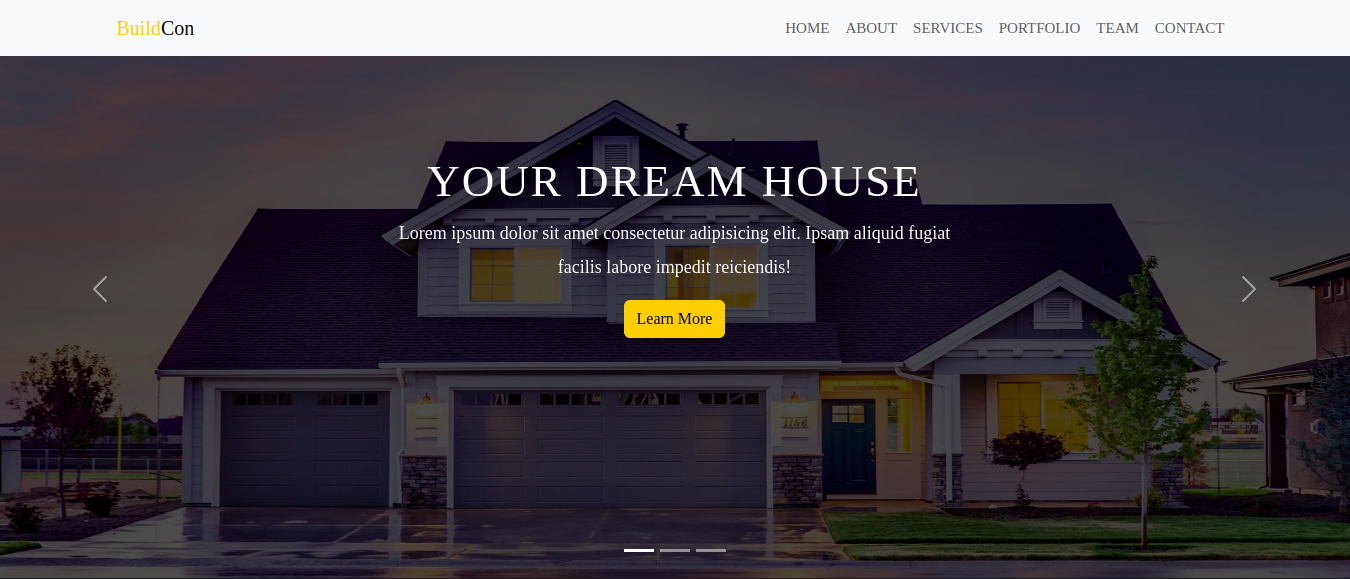 BuildCon
HOME ABOUT SERVICES PORTFOLIO TEAM CONTACT
YOUR DREAM HOUSE
Lorem ipsum dolor sit amet consectetur adipisicing elit. Ipsam aliquid fugiat
facilis labore impedit reiciendis!
Learn More